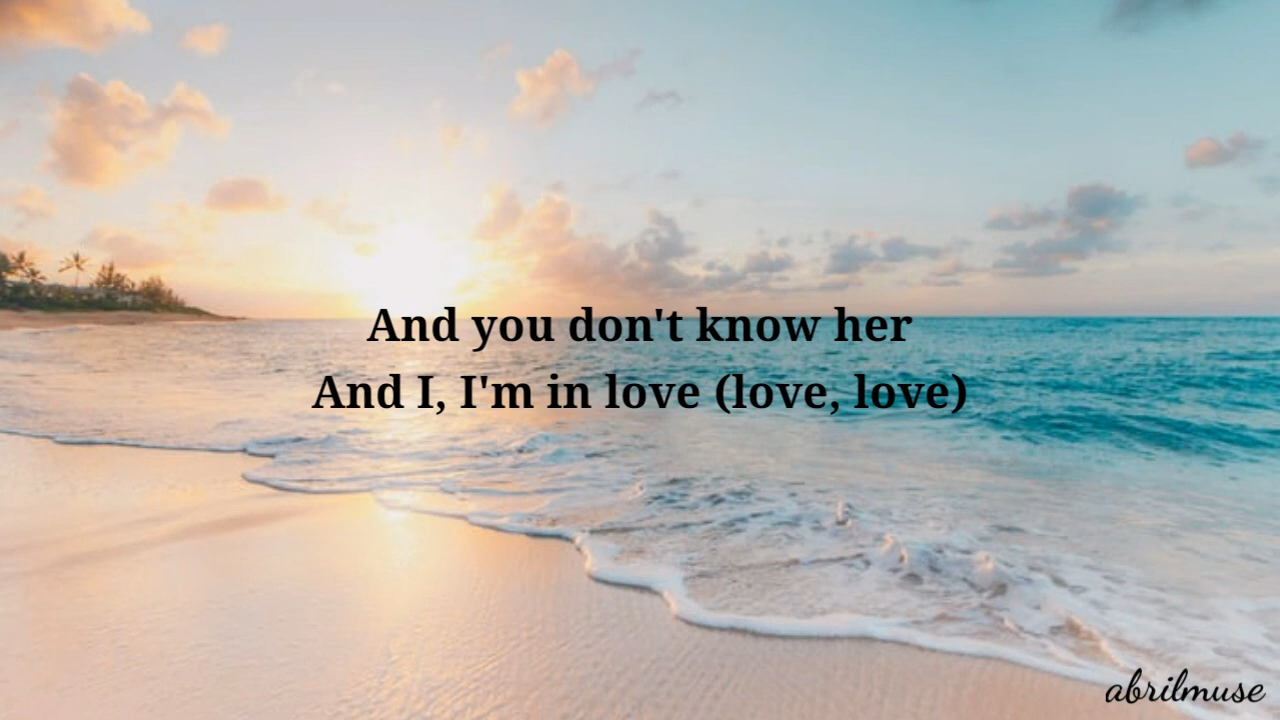 And you don't know her
And I, I'm in love (love, love)
abrilmuse